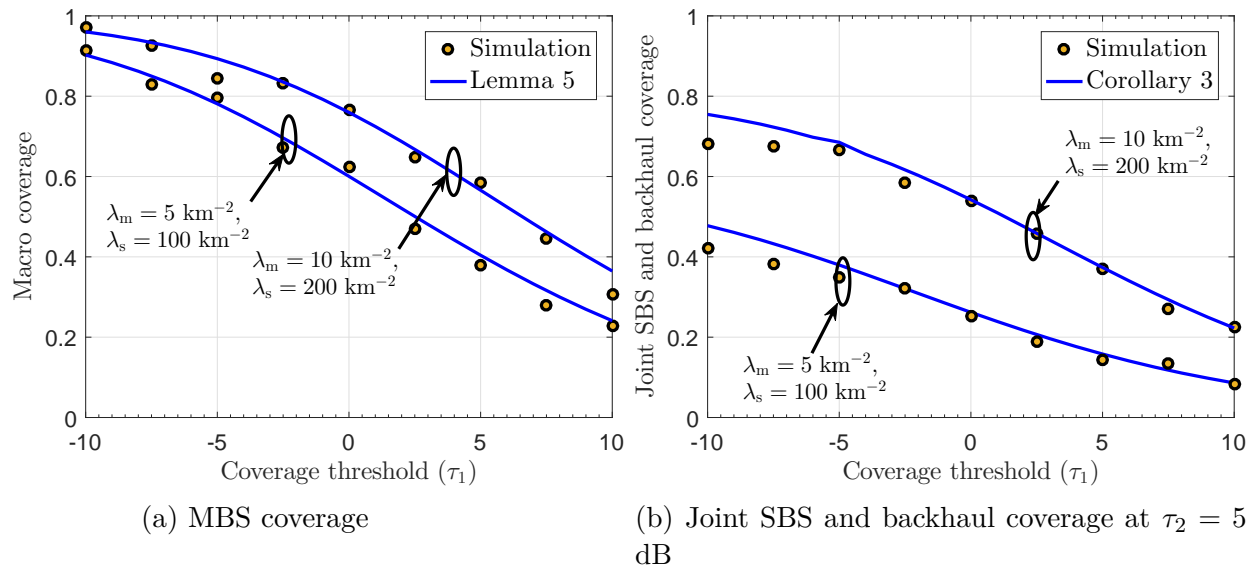 Macro coverage
1
0.8
0.6
0.4
0.2
0
-10
-5
0
5
10
Coverage threshold (τ₁)
Simulation
Lemma 5
λₘ = 5 km⁻²,
λₛ = 100 km⁻²
λₘ = 10 km⁻²,
λₛ = 200 km⁻²
(a) MBS coverage
Joint SBS and backhaul coverage
1
0.8
0.6
0.4
0.2
0
-10
-5
0
5
10
Coverage threshold (τ₁)
Simulation
Corollary 3
λₘ = 10 km⁻²,
λₛ = 200 km⁻²
λₘ = 5 km⁻²,
λₛ = 100 km⁻²
(b) Joint SBS and backhaul coverage at τ₂ = 5
dB